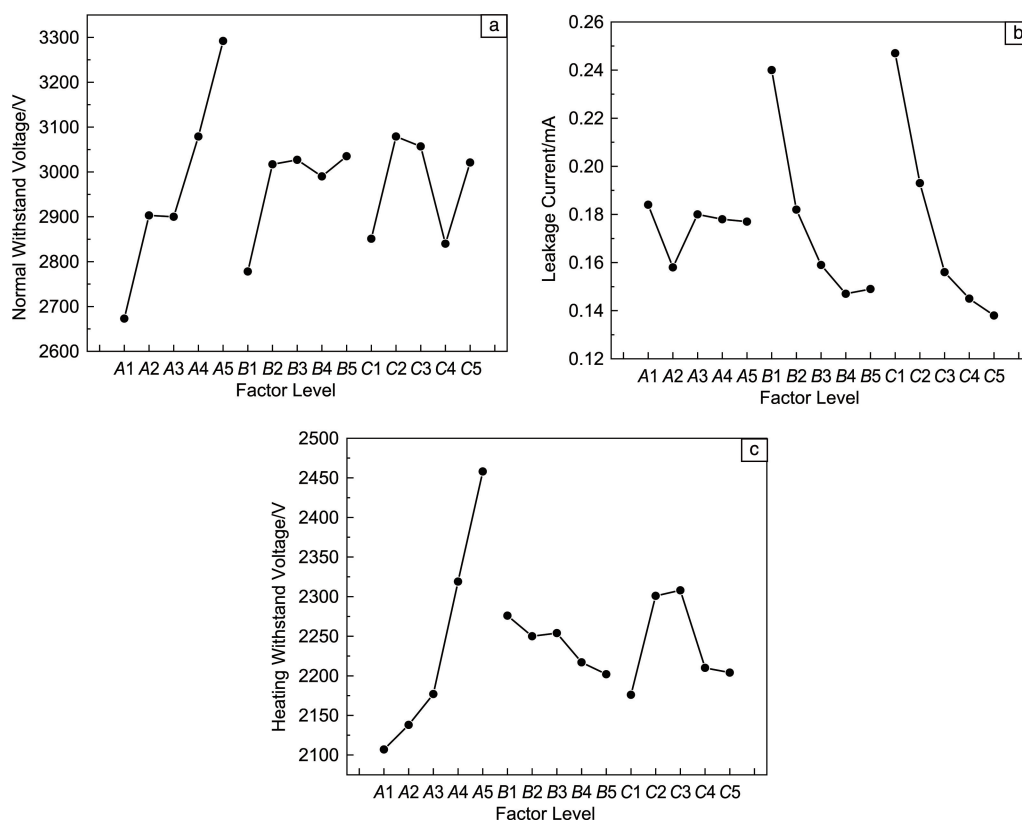 a
3300
3200
3100
3000
2900
2800
2700
2600
Normal Withstand Voltage/V
A1 A2 A3 A4 A5 B1 B2 B3 B4 B5 C1 C2 C3 C4 C5
Factor Level
b
0.26
0.24
0.22
0.20
0.18
0.16
0.14
0.12
Leakage Current/mA
A1 A2 A3 A4 A5 B1 B2 B3 B4 B5 C1 C2 C3 C4 C5
Factor Level
c
2500
2450
2400
2350
2300
2250
2200
2150
2100
Heating Withstand Voltage/V
A1 A2 A3 A4 A5 B1 B2 B3 B4 B5 C1 C2 C3 C4 C5
Factor Level